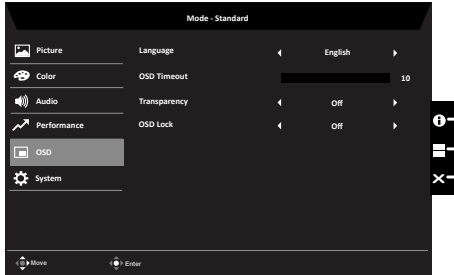 Mode - Standard
Picture
Language
English
Color
OSD Timeout
10
Audio
Transparency
Off
Performance
OSD Lock
Off
OSD
System
Move
Enter